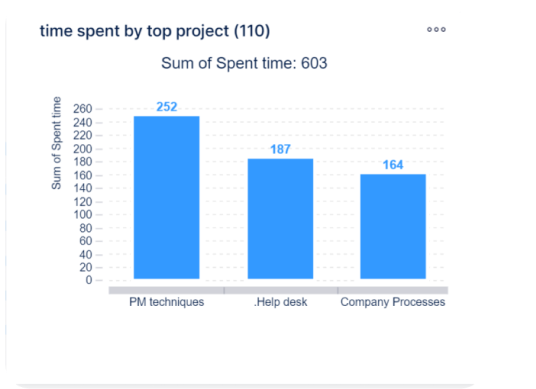 time spent by top project (110)
Sum of Spent time: 603
Sum of Spent time
260
240
220
200
180
160
140
120
100
80
60
40
20
0
252
187
164
PM techniques
.Help desk
Company Processes